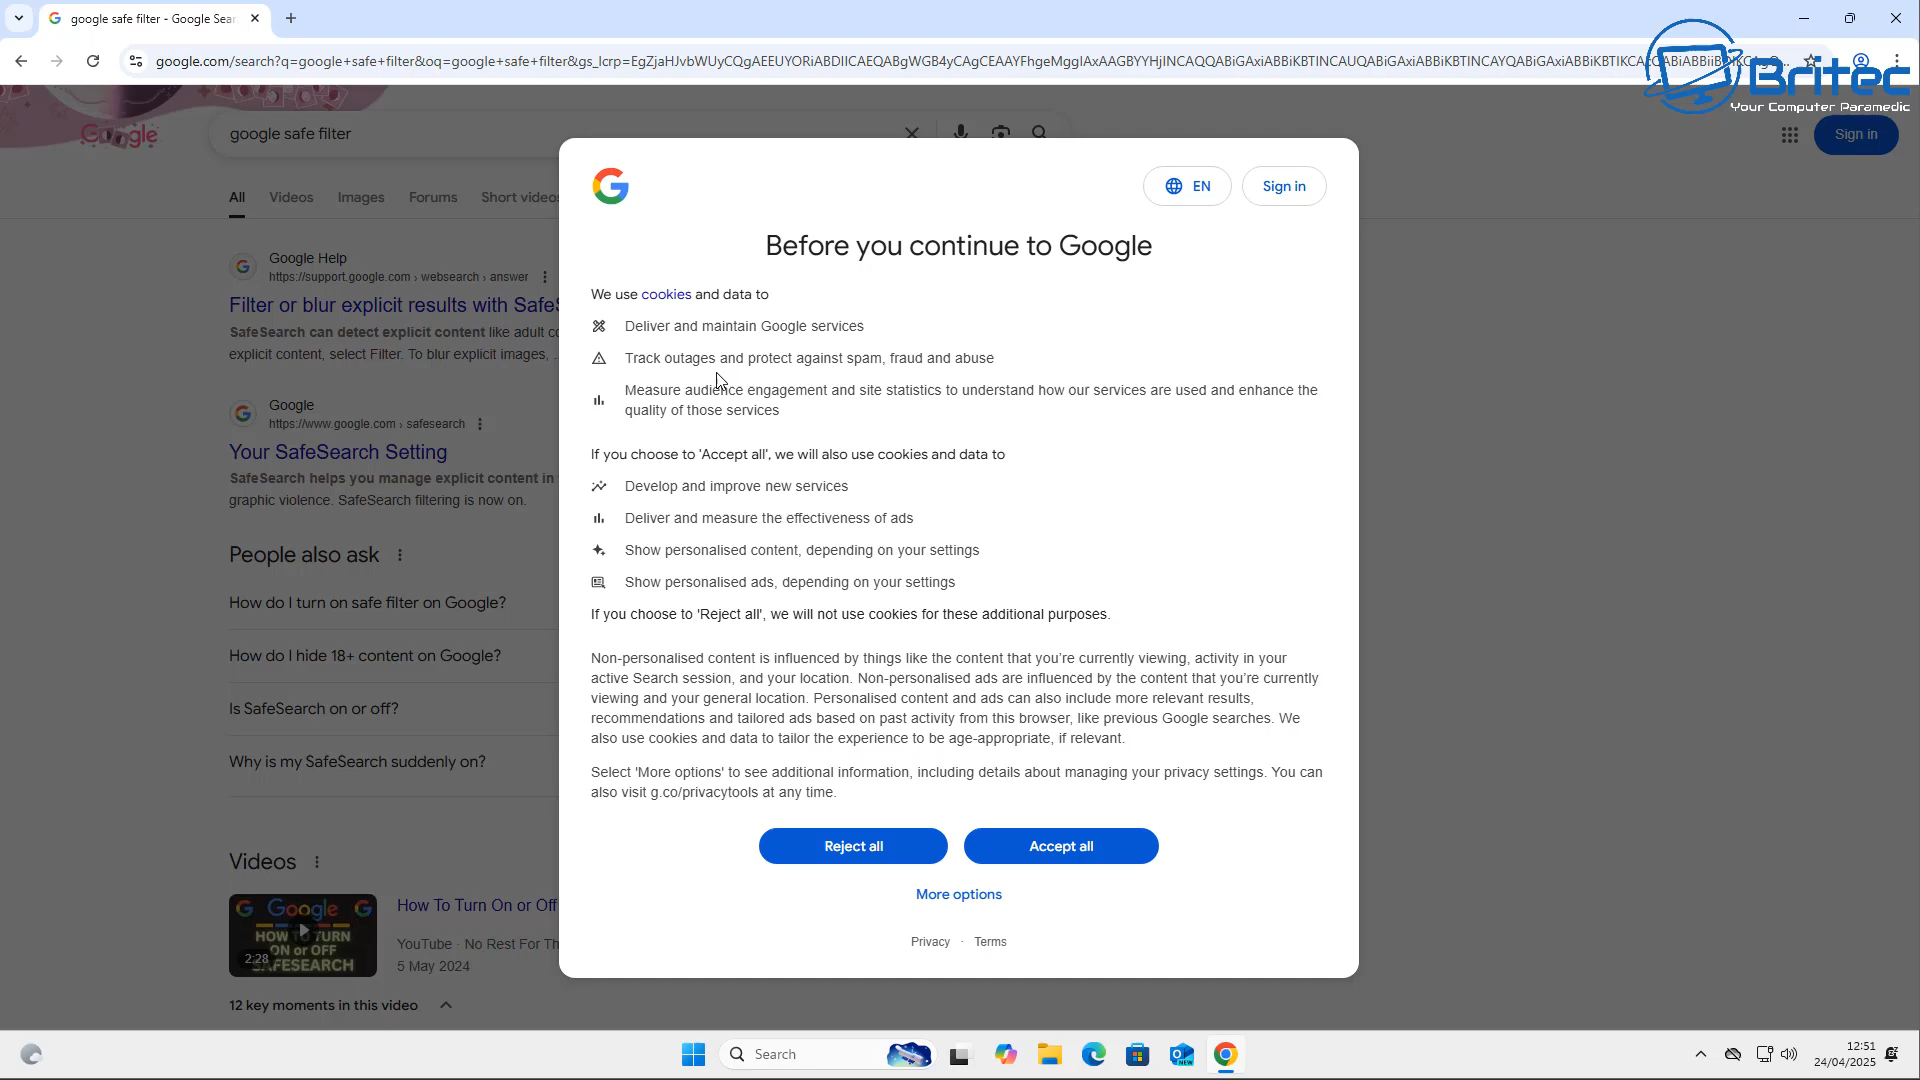 google safe filter - Google Sear
google.com/search?q=google+safe+filter&oq=google+safe+filter&gs_lcrp=
Britec
Your Computer Paramedic
Google
google safe filter
Sign in
All Videos Images Forums Short videos
Google Help
https://support.google.com › websearch › answer
Filter or blur explicit results with SafeS
SafeSearch can detect explicit content like adult co
explicit content, select Filter. To blur explicit images, ...
Google
https://www.google.com › safesearch
Your SafeSearch Setting
SafeSearch helps you manage explicit content in
graphic violence. SafeSearch filtering is now on.
People also ask
How do I turn on safe filter on Google?
How do I hide 18+ content on Google?
Is SafeSearch on or off?
Why is my SafeSearch suddenly on?
Videos
Google
HOW TO TURN
ON or OFF
SAFESEARCH
2:28
How To Turn On or Off
YouTube · No Rest For Th
5 May 2024
12 key moments in this video
EN
Sign in
Before you continue to Google
We use cookies and data to
Deliver and maintain Google services
Track outages and protect against spam, fraud and abuse
Measure audience engagement and site statistics to understand how our services are used and enhance the
quality of those services
If you choose to 'Accept all', we will also use cookies and data to
Develop and improve new services
Deliver and measure the effectiveness of ads
Show personalised content, depending on your settings
Show personalised ads, depending on your settings
If you choose to 'Reject all', we will not use cookies for these additional purposes.
Non-personalised content is influenced by things like the content that you're currently viewing, activity in your
active Search session, and your location. Non-personalised ads are influenced by the content that you're currently
viewing and your general location. Personalised content and ads can also include more relevant results,
recommendations and tailored ads based on past activity from this browser, like previous Google searches. We
also use cookies and data to tailor the experience to be age-appropriate, if relevant.
Select 'More options' to see additional information, including details about managing your privacy settings. You can
also visit g.co/privacytools at any time.
Reject all
Accept all
More options
Privacy · Terms
Search
NEW
12:51
24/04/2025